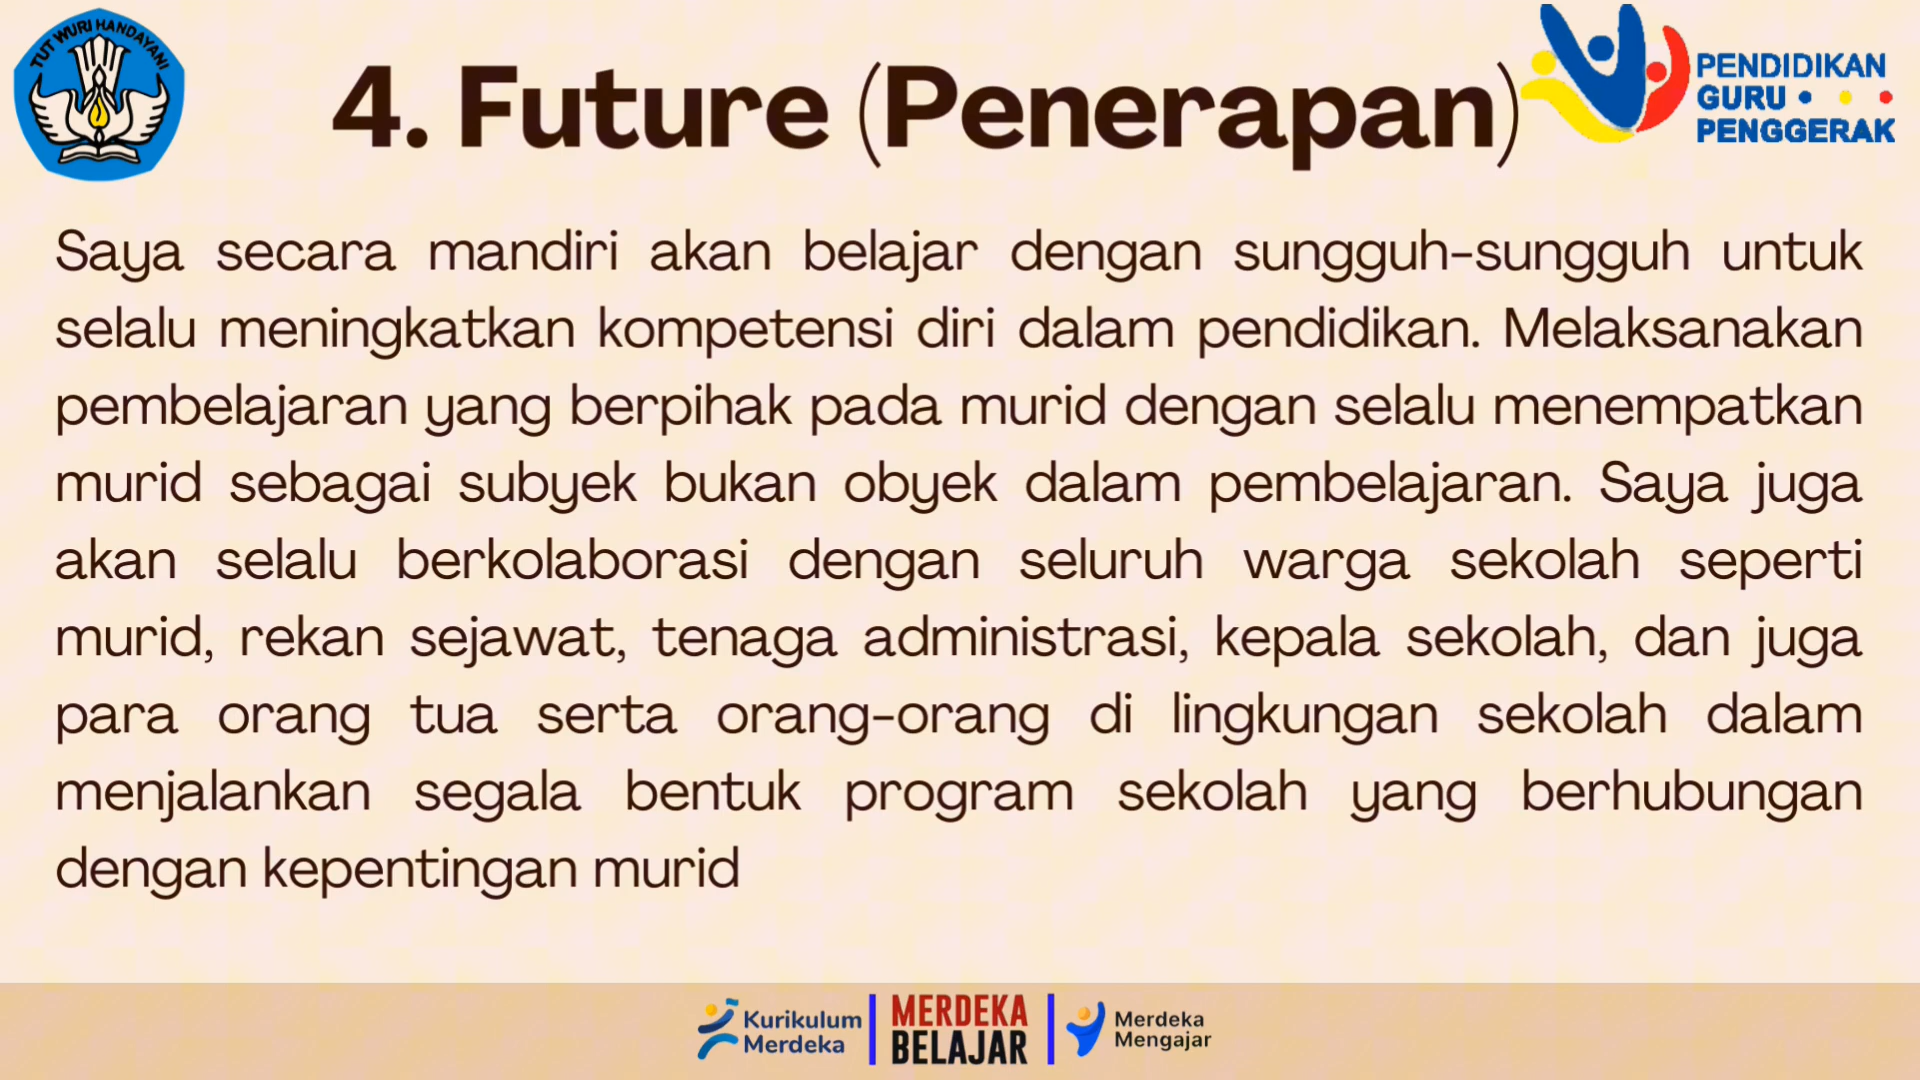 TUT WURI HANDAYANI
4. Future (Penerapan)
PENDIDIKAN
GURU
PENGGERAK
Saya secara mandiri akan belajar dengan sungguh-sungguh untuk
selalu meningkatkan kompetensi diri dalam pendidikan. Melaksanakan
pembelajaran yang berpihak pada murid dengan selalu menempatkan
murid sebagai subyek bukan obyek dalam pembelajaran. Saya juga
akan selalu berkolaborasi dengan seluruh warga sekolah seperti
murid, rekan sejawat, tenaga administrasi, kepala sekolah, dan juga
para orang tua serta orang-orang di lingkungan sekolah dalam
menjalankan segala bentuk program sekolah yang berhubungan
dengan kepentingan murid
Kurikulum
Merdeka
MERDEKA
BELAJAR
Merdeka
Mengajar